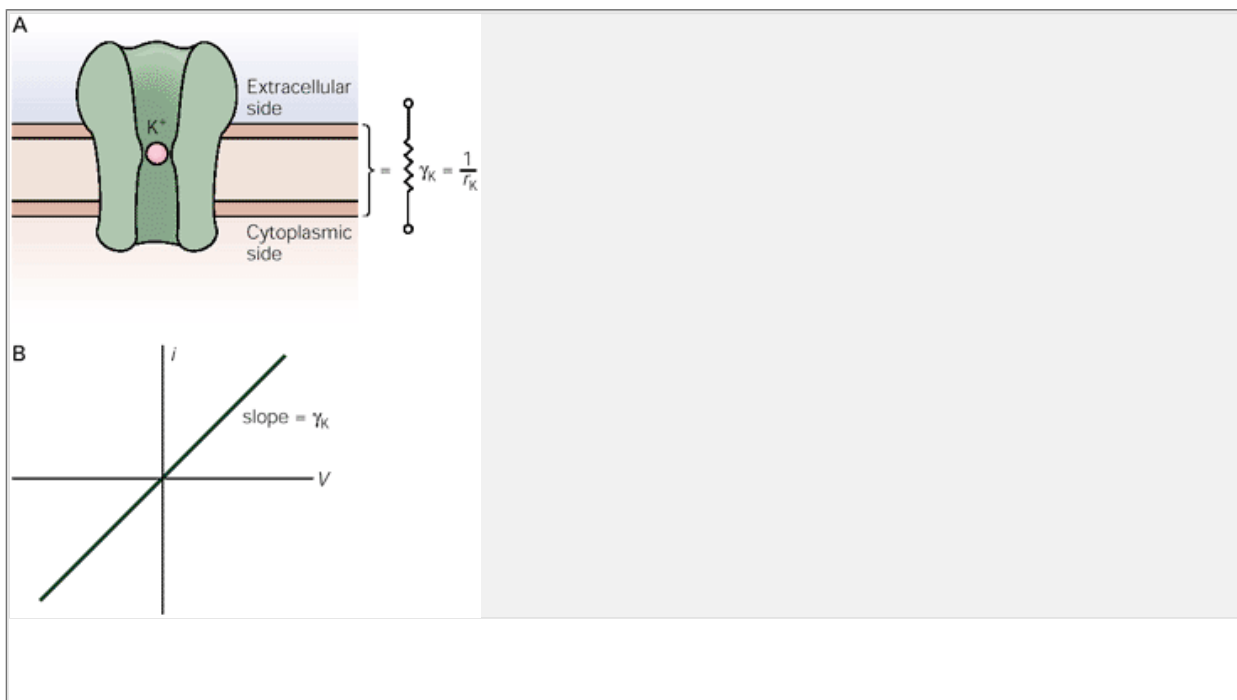 A
Extracellular
side
K⁺
= γK = 1/rK
Cytoplasmic
side
B
i
slope = γK
V